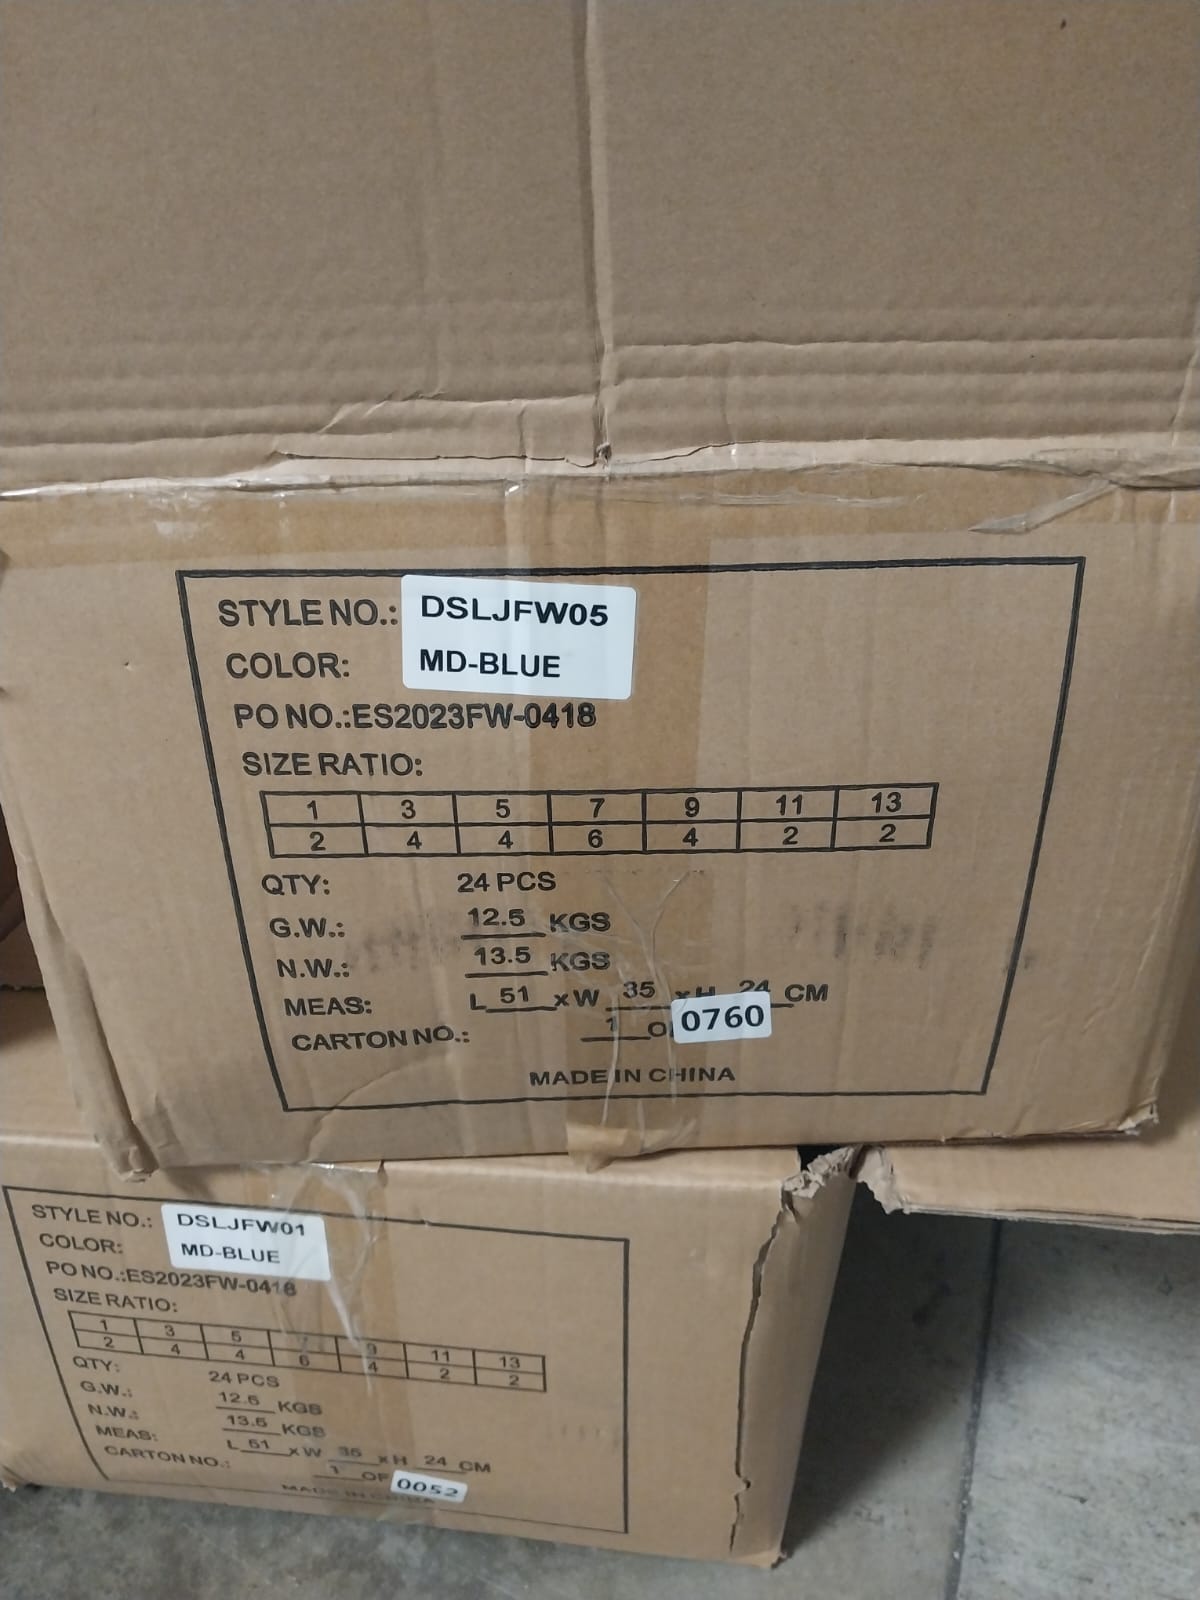 STYLE NO.: DSLJFW05
COLOR: MD-BLUE
PO NO.:ES2023FW-0418
SIZE RATIO:
1 3 5 7 9 11 13
2 4 4 6 4 2 2
QTY: 24 PCS
G.W.: 12.5 KGS
N.W.: 13.5 KGS
MEAS: L 51 x W 35 x H 24 CM
CARTON NO.: 1 O 0760
MADE IN CHINA
STYLE NO.: DSLJFW01
COLOR: MD-BLUE
PO NO.:ES2023FW-0418
SIZE RATIO:
1 3 5 7 9 11 13
2 4 4 6 4 2 2
QTY: 24 PCS
G.W.: 12.5 KGS
N.W.: 13.5 KGS
MEAS: L 51 x W 35 x H 24 CM
CARTON NO.: 1 OF 0052
MADE IN CHINA